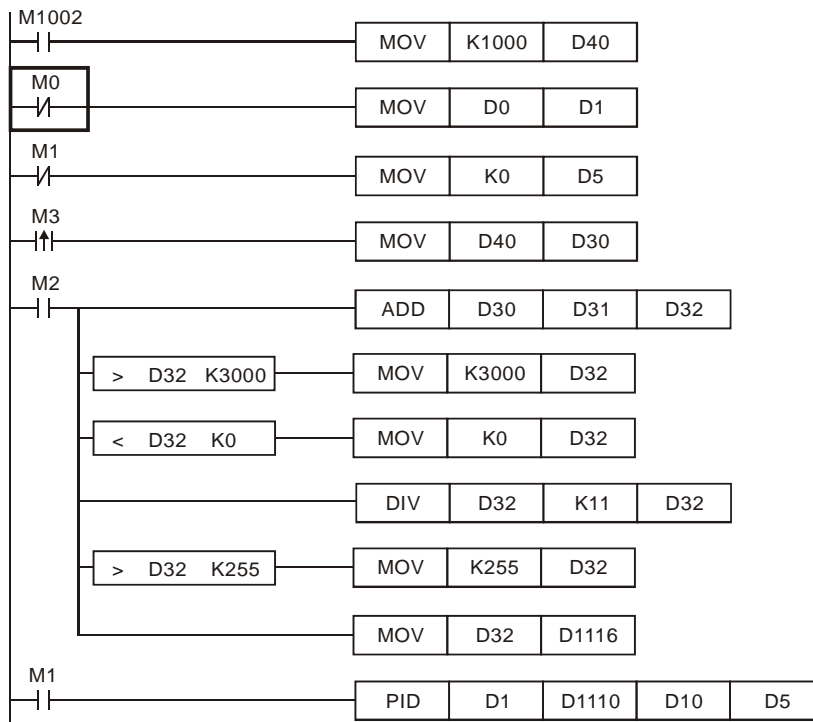 M1002
MOV K1000 D40
M0
MOV D0 D1
M1
MOV K0 D5
M3
MOV D40 D30
M2
ADD D30 D31 D32
> D32 K3000 MOV K3000 D32
< D32 K0 MOV K0 D32
DIV D32 K11 D32
> D32 K255 MOV K255 D32
MOV D32 D1116
M1
PID D1 D1110 D10 D5